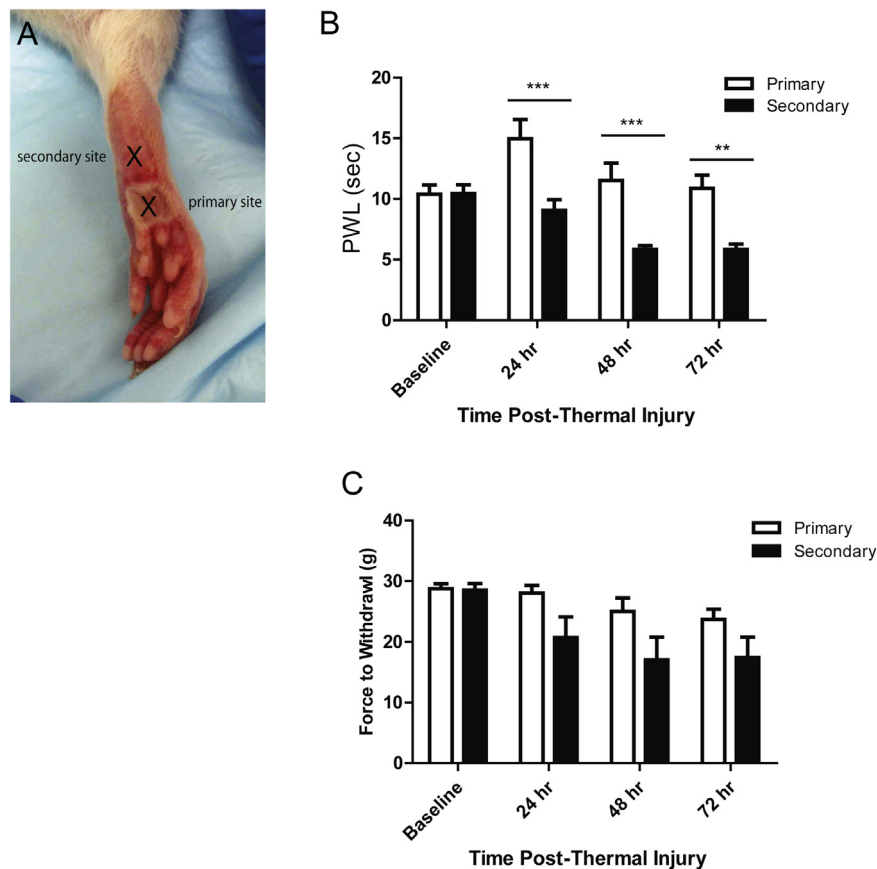 A
secondary site
X
X
primary site
B
20
15
10
5
0
PWL (sec)
***
***
**
Primary
Secondary
Baseline
24 hr
48 hr
72 hr
Time Post-Thermal Injury
C
40
30
20
10
0
Force to Withdrawl (g)
Primary
Secondary
Baseline
24 hr
48 hr
72 hr
Time Post-Thermal Injury